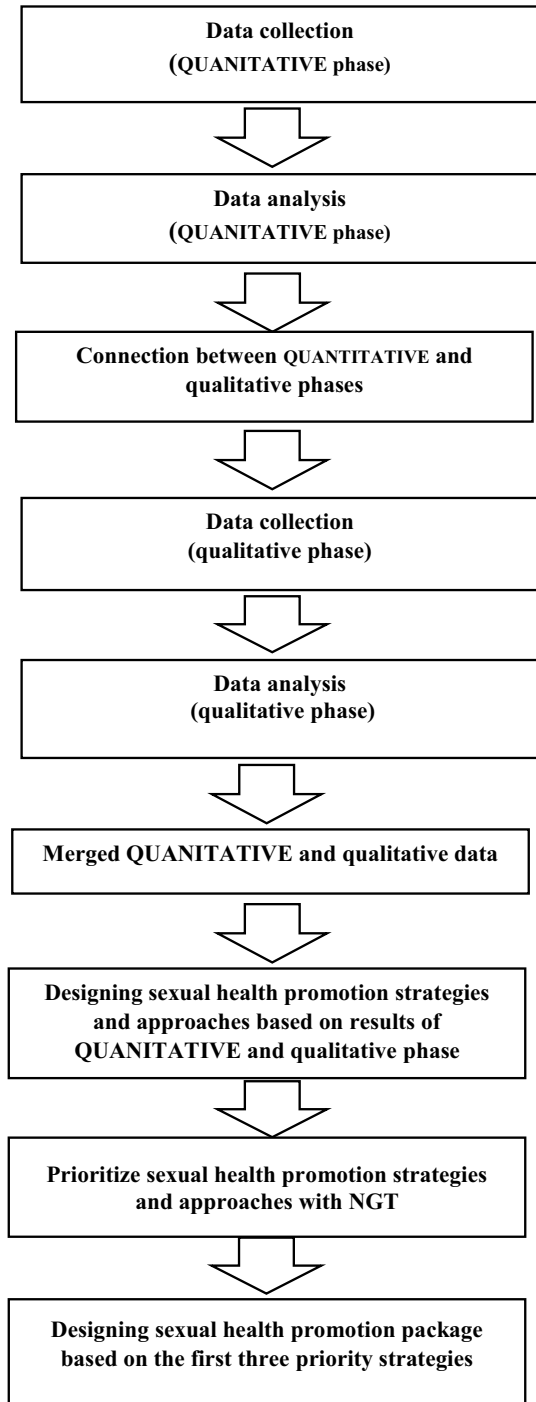 Data collection
(QUANITATIVE phase)
Data analysis
(QUANITATIVE phase)
Connection between QUANTITATIVE and
qualitative phases
Data collection
(qualitative phase)
Data analysis
(qualitative phase)
Merged QUANITATIVE and qualitative data
Designing sexual health promotion strategies
and approaches based on results of
QUANITATIVE and qualitative phase
Prioritize sexual health promotion strategies
and approaches with NGT
Designing sexual health promotion package
based on the first three priority strategies